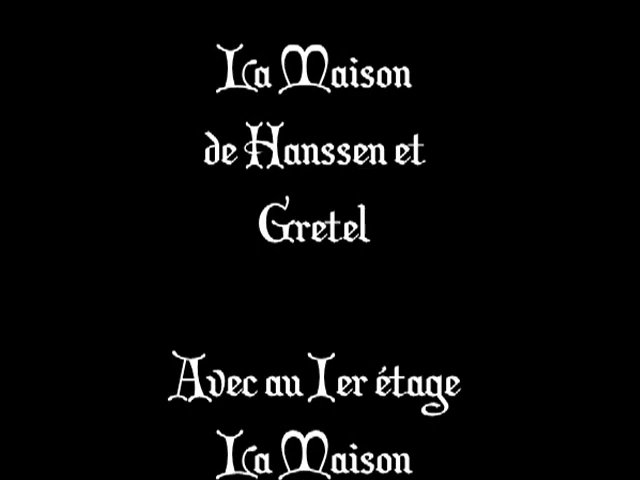 La Maison
de Hanssen et
Gretel
Avec au 1er étage
La Maison